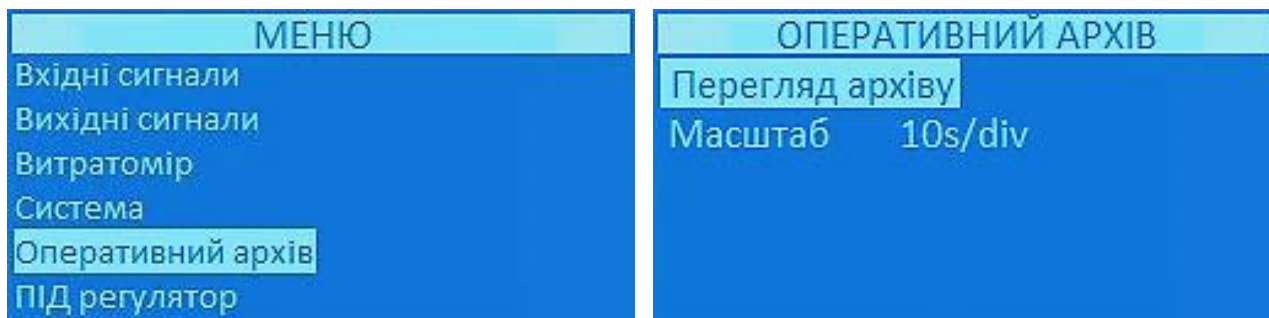 МЕНЮ
Вхідні сигнали
Вихідні сигнали
Витратомір
Система
Оперативний архів
ПІД регулятор
ОПЕРАТИВНИЙ АРХІВ
Перегляд архіву
Масштаб 10s/div